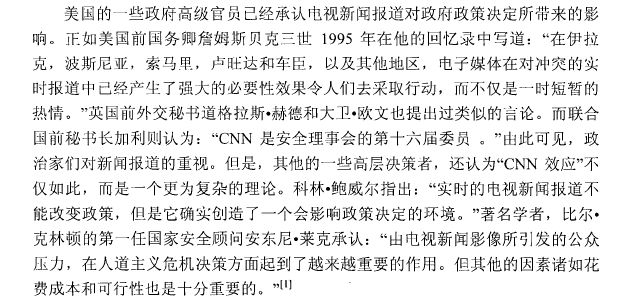 美国的一些政府高级官员已经承认电视新闻报道对政府政策决定所带来的影
响。正如美国前国务卿詹姆斯贝克三世 1995 年在他的回忆录中写道：“在伊拉
克，波斯尼亚，索马里，卢旺达和车臣，以及其他地区，电子媒体在对冲突的实
时报道中已经产生了强大的必要性效果令人们去采取行动，而不仅是一时短暂的
热情。”英国前外交秘书道格拉斯•赫德和大卫•欧文也提出过类似的言论。而联合
国前秘书长加利则认为：“CNN 是安全理事会的第十六届委员 。”由此可见，政
治家们对新闻报道的重视。但是，其他的一些高层决策者，还认为“CNN 效应”不
仅如此，而是一个更为复杂的理论。科林•鲍威尔指出：“实时的电视新闻报道不
能改变政策，但是它确实创造了一个会影响政策决定的环境。”著名学者，比尔•
克林顿的第一任国家安全顾问安东尼•莱克承认：“由电视新闻影像所引发的公众
压力，在人道主义危机决策方面起到了越来越重要的作用。但其他的因素诸如花
费成本和可行性也是十分重要的。”[1]